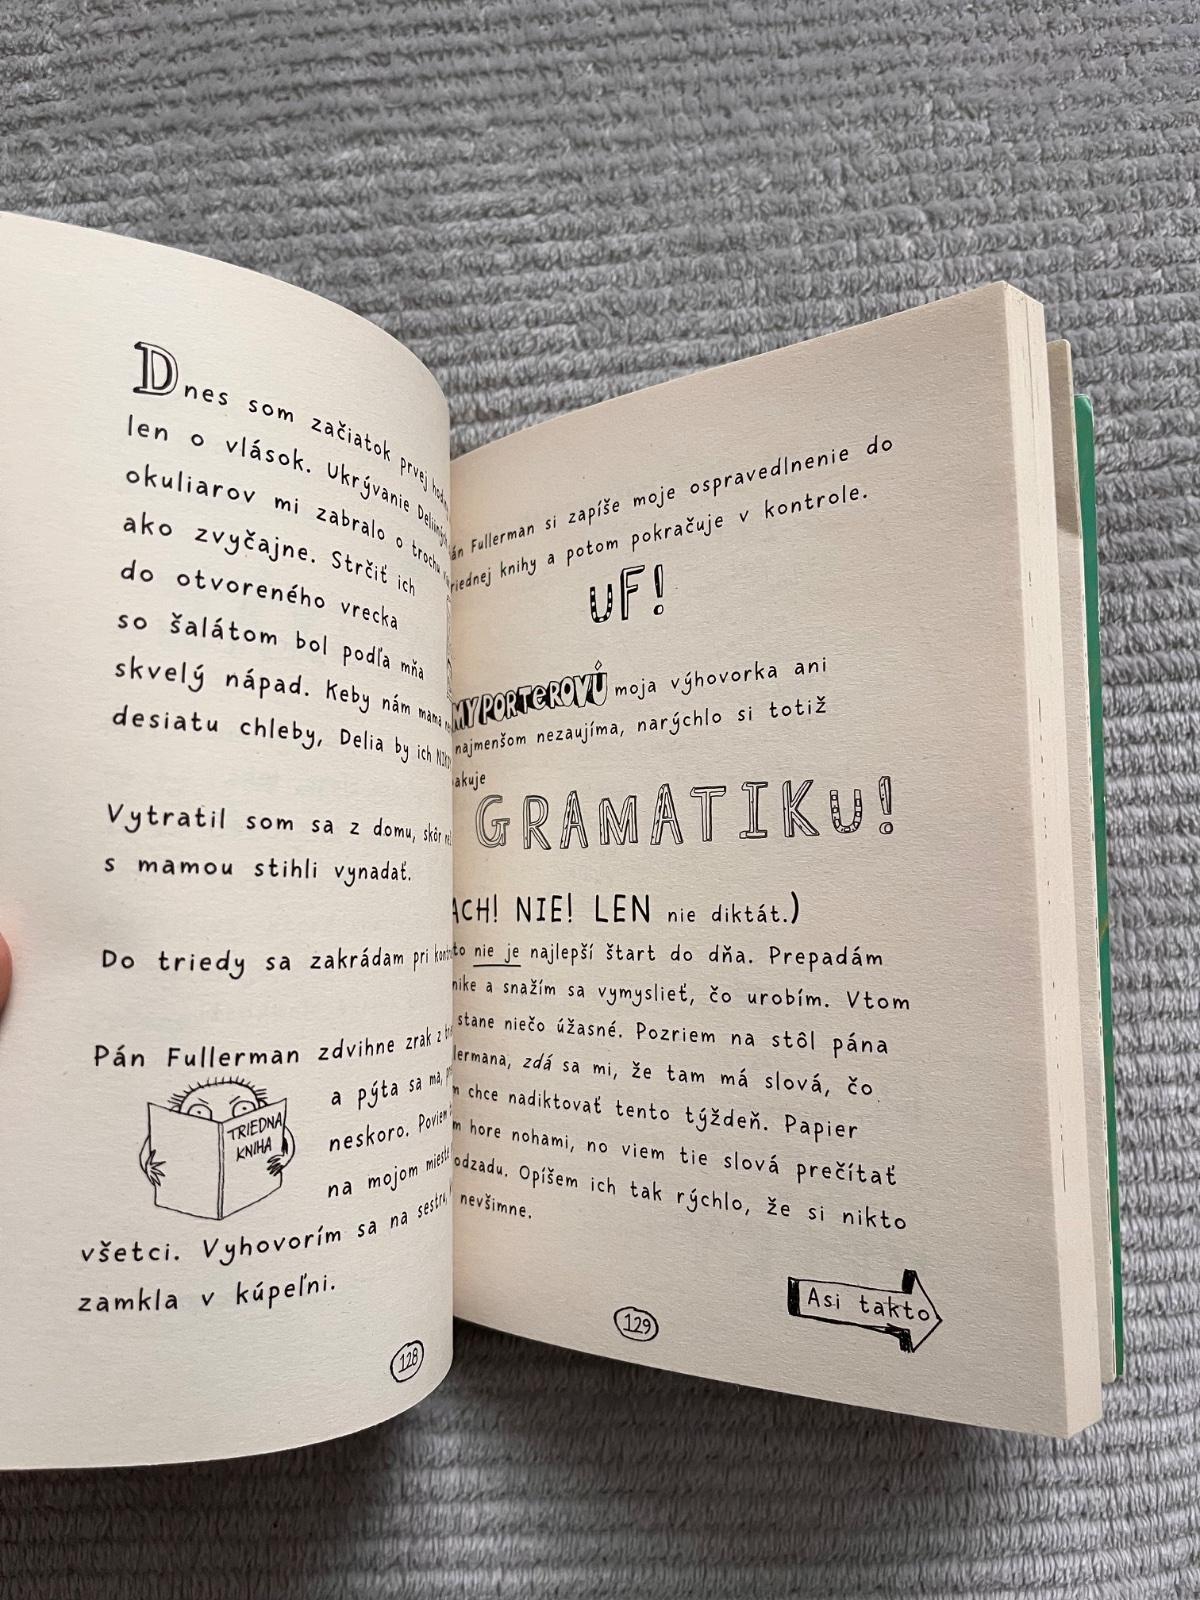 Dnes som začiatok prvej
len o vlások. Ukrývanie
okuliarov mi zabralo o trochu
ako zvyčajne. Strčiť ich
do otvoreného vrecka
so šalátom bol podľa mňa
skvelý nápad. Keby nám mama
desiatu chleby, Delia by ich
Vytratil som sa z domu, skôr
s mamou stihli vynadať.
Do triedy sa zakrádam pri
Pán Fullerman zdvihne zrak z
a pýta sa ma,
neskoro. Poviem
na mojom mieste
TRIEDNA
KNIHA
všetci. Vyhovorím sa na sestru,
zamkla v kúpeľni.
128
Fullerman si zapíše moje ospravedlnenie do
knihy a potom pokračuje v kontrole.
UF!
PORTEROVÚ moja výhovorka ani
najmenšom nezaujíma, narýchlo si totiž
GRAMATIKU!
NIE! LEN nie diktát.)
nie je najlepší štart do dňa. Prepadám
a snažím sa vymyslieť, čo urobím. Vtom
stane niečo úžasné. Pozriem na stôl pána
zdá sa mi, že tam má slová, čo
chce nadiktovať tento týždeň. Papier
hore nohami, no viem tie slová prečítať
odzadu. Opíšem ich tak rýchlo, že si nikto
nevšimne.
Asi takto
129